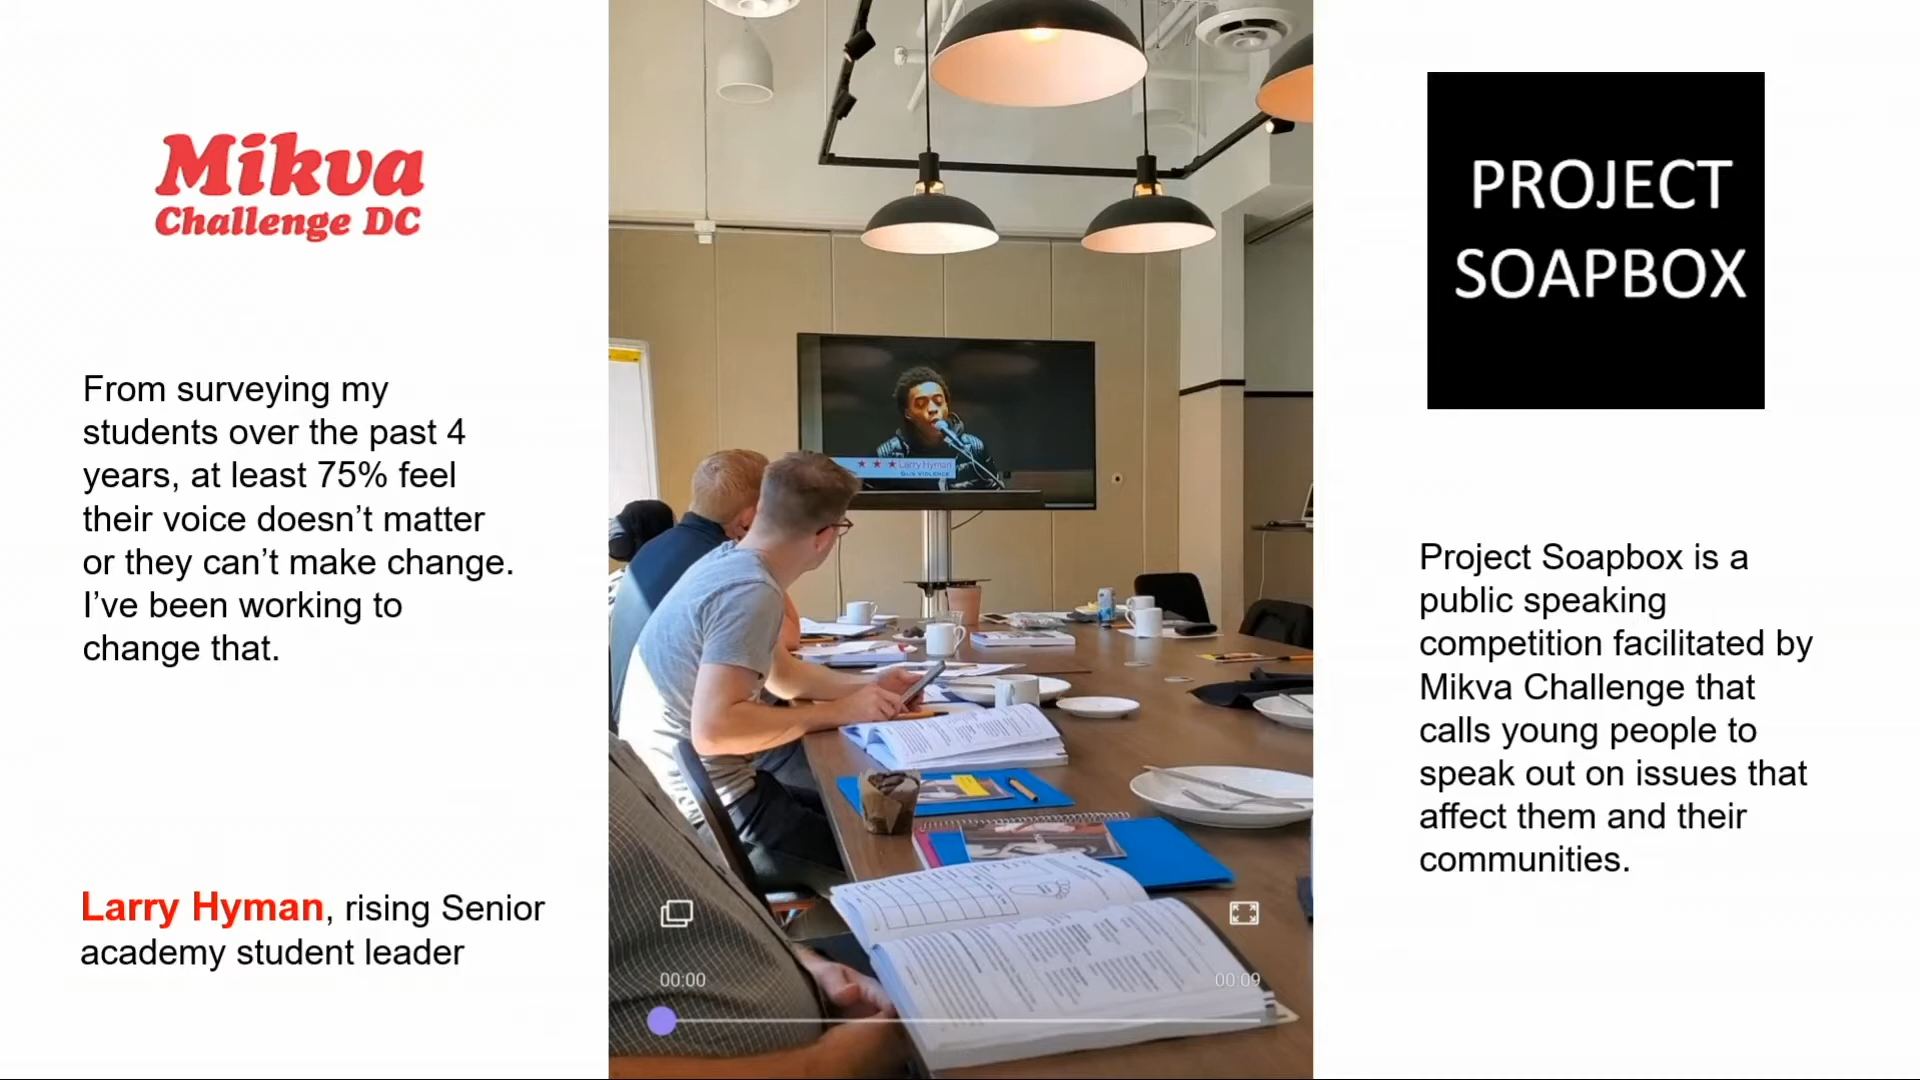 Mikva
Challenge DC
From surveying my
students over the past 4
years, at least 75% feel
their voice doesn’t matter
or they can’t make change.
I’ve been working to
change that.
Larry Hyman, rising Senior
academy student leader
Larry Hyman
GUN VIOLENCE
00:00
00:09
PROJECT
SOAPBOX
Project Soapbox is a
public speaking
competition facilitated by
Mikva Challenge that
calls young people to
speak out on issues that
affect them and their
communities.